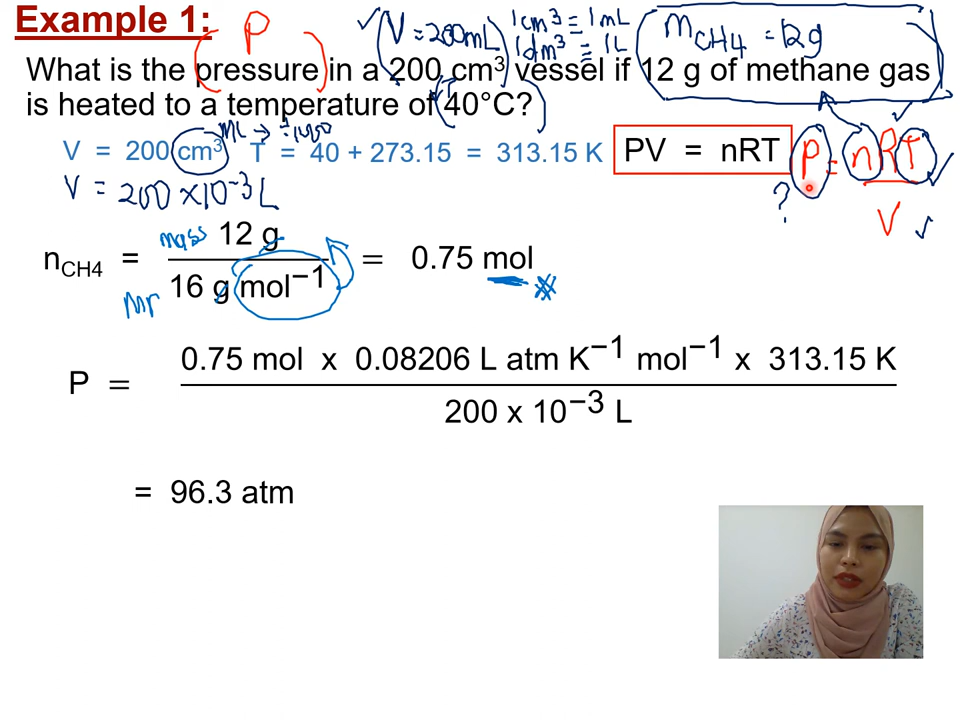 Example 1:
( P )
✓ (V = 200mL)
1cm³ ≡ 1mL
1dm³ ≡ 1L
mCH4 = 12g
What is the pressure in a 200 cm³ vessel if 12 g of methane gas
is heated to a temperature of 40°C?
T
mL → ÷1000
V = 200 cm³ T = 40 + 273.15 = 313.15 K
PV = nRT
P = nRT ✓
V ✓
?
V = 200 x10⁻³ L
mass 12 g
nCH4 = = 0.75 mol
Mr 16 g mol⁻¹
0.75 mol x 0.08206 L atm K⁻¹ mol⁻¹ x 313.15 K
P =
200 x 10⁻³ L
= 96.3 atm